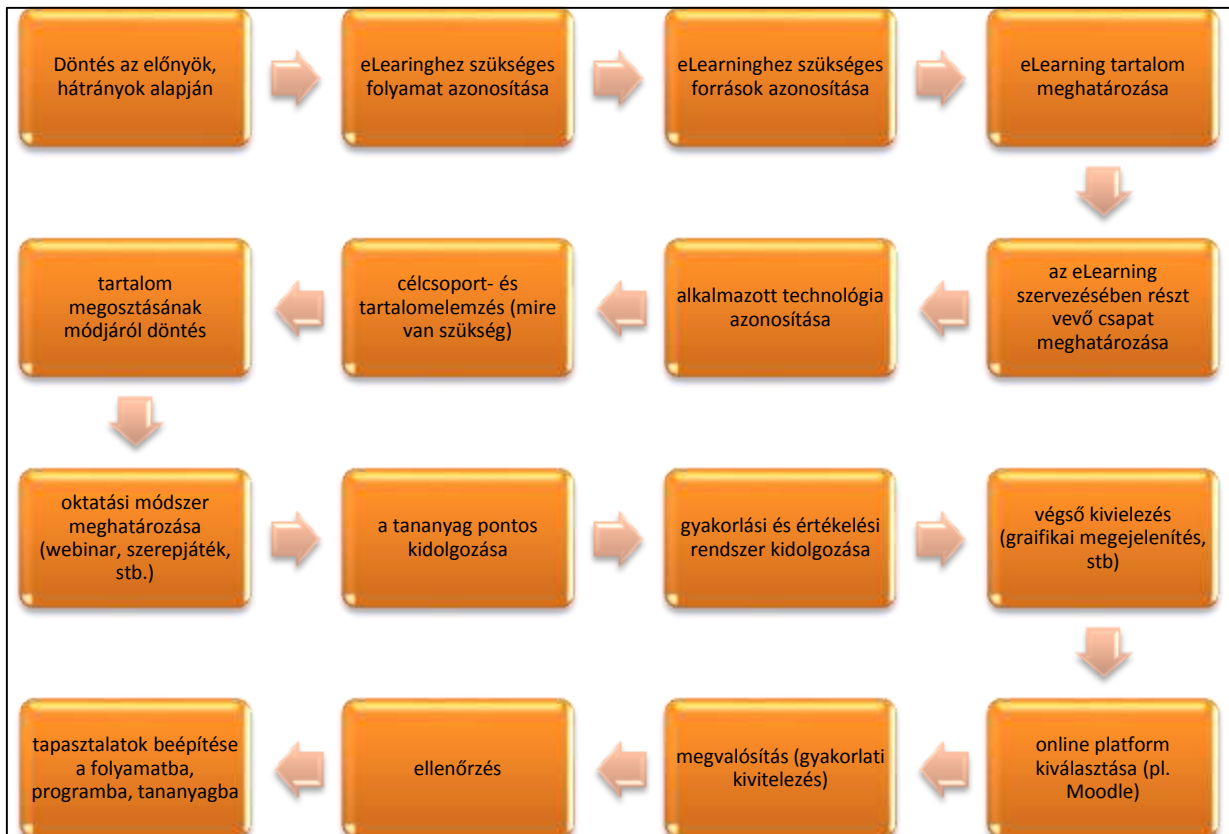 Döntés az előnyök,
hátrányok alapján
eLearinghez szükséges
folyamat azonosítása
eLearninghez szükséges
források azonosítása
eLearning tartalom
meghatározása
az eLearning
szervezésében részt
vevő csapat
meghatározása
alkalmazott technológia
azonosítása
célcsoport- és
tartalomelemzés (mire
van szükség)
tartalom
megosztásának
módjáról döntés
oktatási módszer
meghatározása
(webinar, szerepjáték,
stb.)
a tananyag pontos
kidolgozása
gyakorlási és értékelési
rendszer kidolgozása
végső kivielezés
(graifikai megejelenítés,
stb)
online platform
kiválasztása (pl.
Moodle)
megvalósítás (gyakorlati
kivitelezés)
ellenőrzés
tapasztalatok beépítése
a folyamatba,
programba, tananyagba